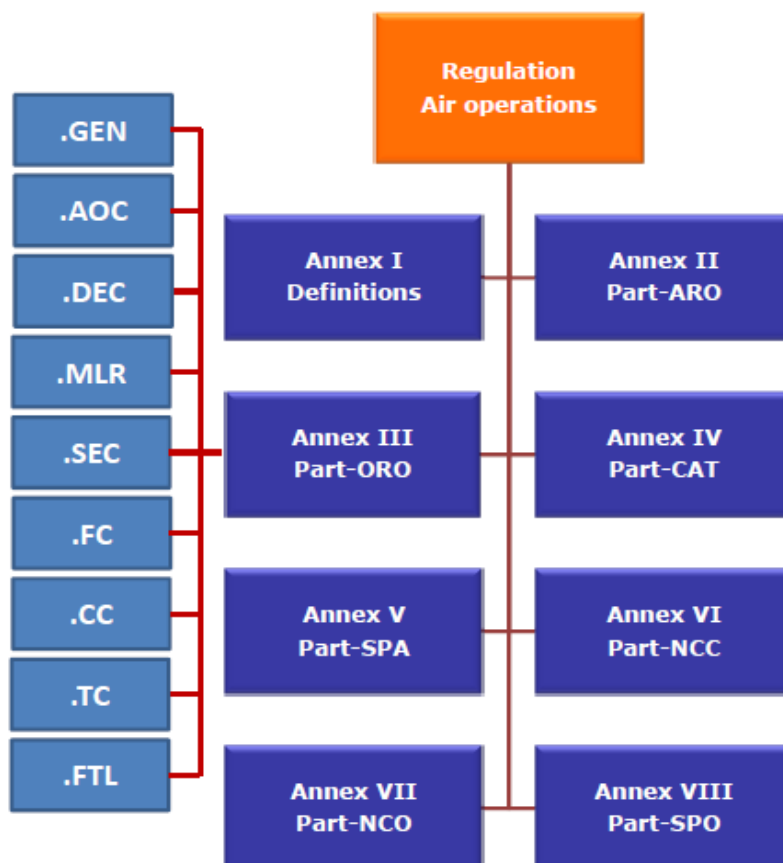 Regulation
Air operations
.GEN
.AOC
.DEC
.MLR
.SEC
.FC
.CC
.TC
.FTL
Annex I
Definitions
Annex II
Part-ARO
Annex III
Part-ORO
Annex IV
Part-CAT
Annex V
Part-SPA
Annex VI
Part-NCC
Annex VII
Part-NCO
Annex VIII
Part-SPO